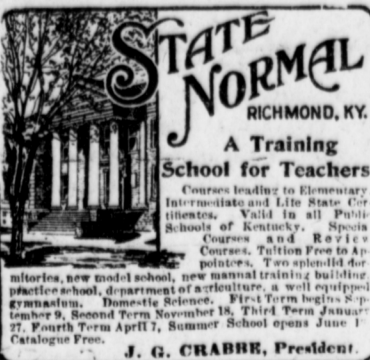 STATE
NORMAL
RICHMOND, KY.
A Training
School for Teachers
Courses leading to Elementary
Intermediate and Life State Cer
tificates. Valid in all Publi
Schools of Kentucky. Specia
Courses and Review
Courses. Tuition Free to Ap
pointees. Two splendid dor
mitories, new model school, new manual training building
practice school, department of agriculture, a well equipped
gymnasium. Domestic Science. First Term begins Sep-
tember 9, Second Term November 18, Third Term Januar
27, Fourth Term April 7, Summer School opens June 1
Catalogue Free.
J. G. CRABBE, President.